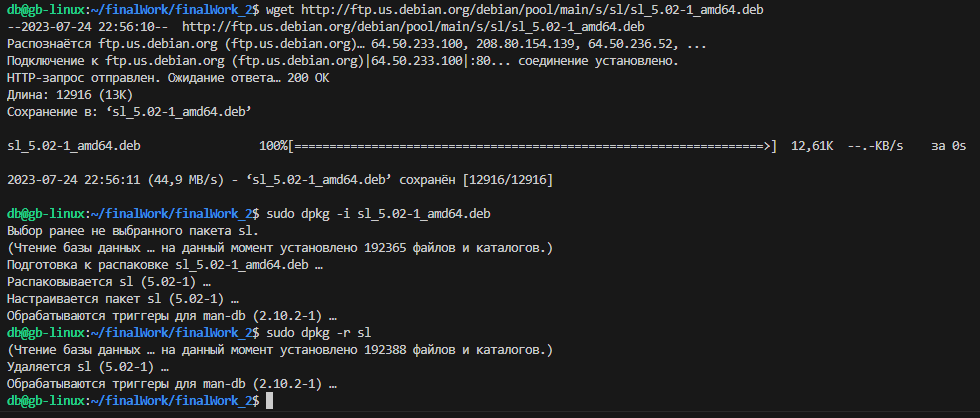 db@gb-linux:~/finalWork/finalWork_2$ wget http://ftp.us.debian.org/debian/pool/main/s/sl/sl_5.02-1_amd64.deb
--2023-07-24 22:56:10--  http://ftp.us.debian.org/debian/pool/main/s/sl/sl_5.02-1_amd64.deb
Распознаётся ftp.us.debian.org (ftp.us.debian.org)… 64.50.233.100, 208.80.154.139, 64.50.236.52, ...
Подключение к ftp.us.debian.org (ftp.us.debian.org)|64.50.233.100|:80... соединение установлено.
HTTP-запрос отправлен. Ожидание ответа… 200 OK
Длина: 12916 (13K)
Сохранение в: ‘sl_5.02-1_amd64.deb’
sl_5.02-1_amd64.deb 100%[===================================================================>] 12,61K --.-KB/s за 0s
2023-07-24 22:56:11 (44,9 MB/s) - ‘sl_5.02-1_amd64.deb’ сохранён [12916/12916]
db@gb-linux:~/finalWork/finalWork_2$ sudo dpkg -i sl_5.02-1_amd64.deb
Выбор ранее не выбранного пакета sl.
(Чтение базы данных … на данный момент установлено 192365 файлов и каталогов.)
Подготовка к распаковке sl_5.02-1_amd64.deb …
Распаковывается sl (5.02-1) …
Настраивается пакет sl (5.02-1) …
Обрабатываются триггеры для man-db (2.10.2-1) …
db@gb-linux:~/finalWork/finalWork_2$ sudo dpkg -r sl
(Чтение базы данных … на данный момент установлено 192388 файлов и каталогов.)
Удаляется sl (5.02-1) …
Обрабатываются триггеры для man-db (2.10.2-1) …
db@gb-linux:~/finalWork/finalWork_2$